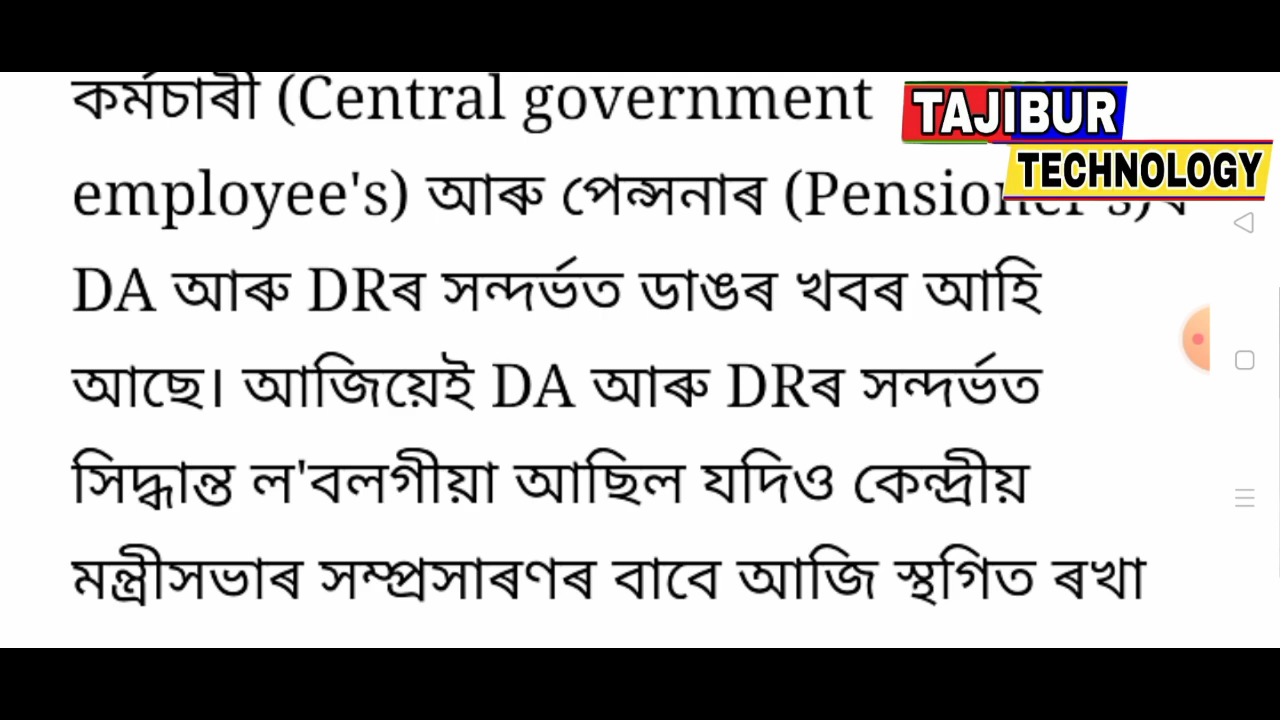 কৰ্মচাৰী (Central government
TAJIBUR
TECHNOLOGY
employee's) আৰু পেন্সনাৰ
DA আৰু DRৰ সন্দৰ্ভত ডাঙৰ খবৰ আহি
আছে। আজিয়েই DA আৰু DRৰ সন্দৰ্ভত
সিদ্ধান্ত ল'বলগীয়া আছিল যদিও কেন্দ্ৰীয়
মন্ত্ৰীসভাৰ সম্প্ৰসাৰণৰ বাবে আজি স্থগিত ৰখা